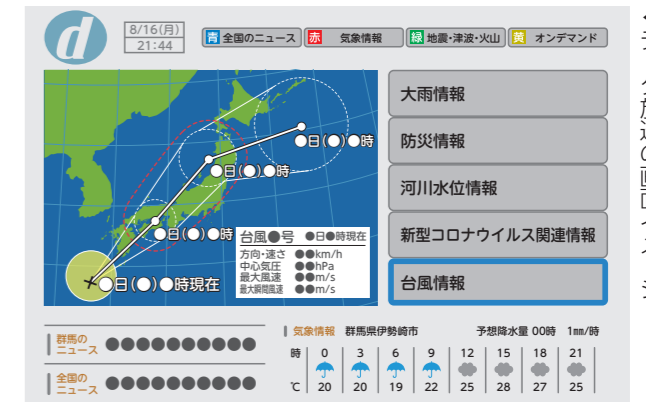 d
8/16(月)
21:44
青 全国のニュース
赤 気象情報
緑 地震・津波・火山
黄 オンデマンド
●日(●)●時
●日(●)●時
●日(●)●時
●日(●)●時現在
台風●号 ●日●時現在
方向・速さ ●●km/h
中心気圧 ●●hPa
最大風速 ●●m/s
最大瞬間風速 ●●m/s
大雨情報
防災情報
河川水位情報
新型コロナウイルス関連情報
台風情報
群馬の
ニュース ●●●●●●●●●●
全国の
ニュース ●●●●●●●●●●
気象情報 群馬県伊勢崎市 予想降水量 00時 1㎜/時
時 0 3 6 9 12 15 18 21
℃ 20 20 19 22 25 28 27 25